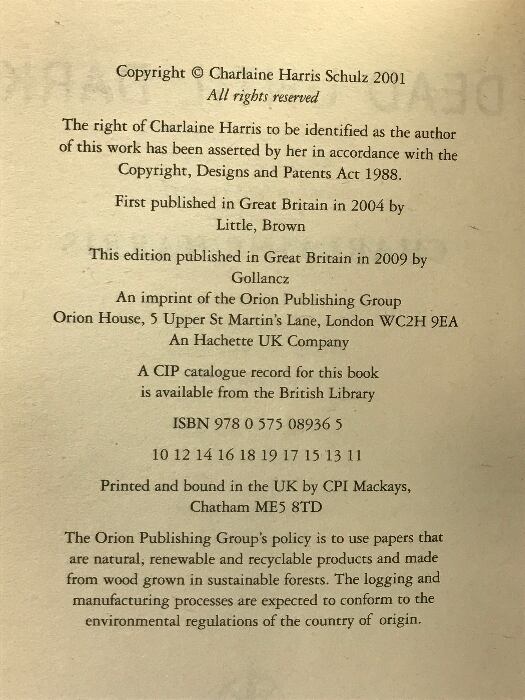 Copyright © Charlaine Harris Schulz 2001
All rights reserved
The right of Charlaine Harris to be identified as the author
of this work has been asserted by her in accordance with the
Copyright, Designs and Patents Act 1988.
First published in Great Britain in 2004 by
Little, Brown
This edition published in Great Britain in 2009 by
Gollancz
An imprint of the Orion Publishing Group
Orion House, 5 Upper St Martin's Lane, London WC2H 9EA
An Hachette UK Company
A CIP catalogue record for this book
is available from the British Library
ISBN 978 0 575 08936 5
10 12 14 16 18 19 17 15 13 11
Printed and bound in the UK by CPI Mackays,
Chatham ME5 8TD
The Orion Publishing Group's policy is to use papers that
are natural, renewable and recyclable products and made
from wood grown in sustainable forests. The logging and
manufacturing processes are expected to conform to the
environmental regulations of the country of origin.